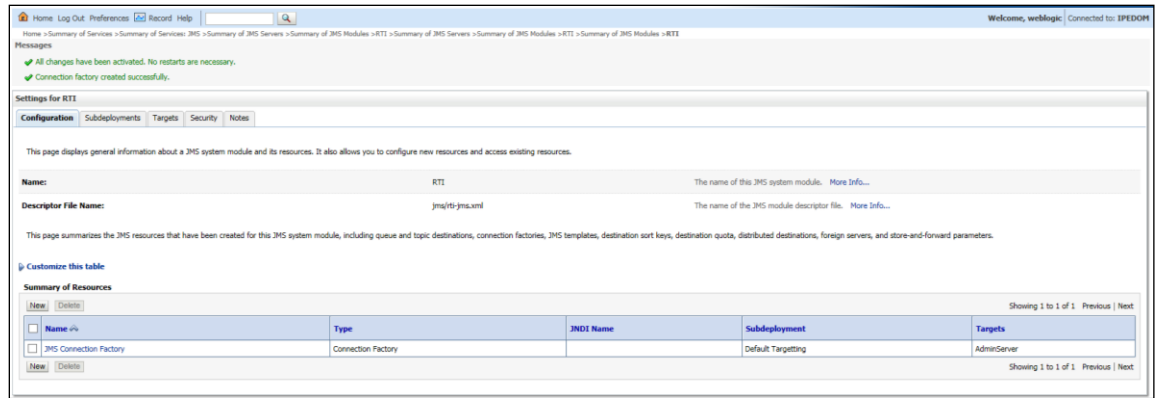 Home Log Out Preferences Record Help
Welcome, weblogic Connected to: IPEDOM
Home >Summary of Services >Summary of Services: JMS >Summary of JMS Servers >Summary of JMS Modules >RTI >Summary of JMS Servers >Summary of JMS Modules >RTI >Summary of JMS Modules >RTI
Messages
All changes have been activated. No restarts are necessary.
Connection factory created successfully.
Settings for RTI
Configuration Subdeployments Targets Security Notes
This page displays general information about a JMS system module and its resources. It also allows you to configure new resources and access existing resources.
Name: RTI The name of this JMS system module. More Info...
Descriptor File Name: jms/rti-jms.xml The name of the JMS module descriptor file. More Info...
This page summarizes the JMS resources that have been created for this JMS system module, including queue and topic destinations, connection factories, JMS templates, destination sort keys, destination quota, distributed destinations, foreign servers, and store-and-forward parameters.
Customize this table
Summary of Resources
New Delete Showing 1 to 1 of 1 Previous | Next
Name Type JNDI Name Subdeployment Targets
JMS Connection Factory Connection Factory Default Targetting AdminServer
New Delete Showing 1 to 1 of 1 Previous | Next